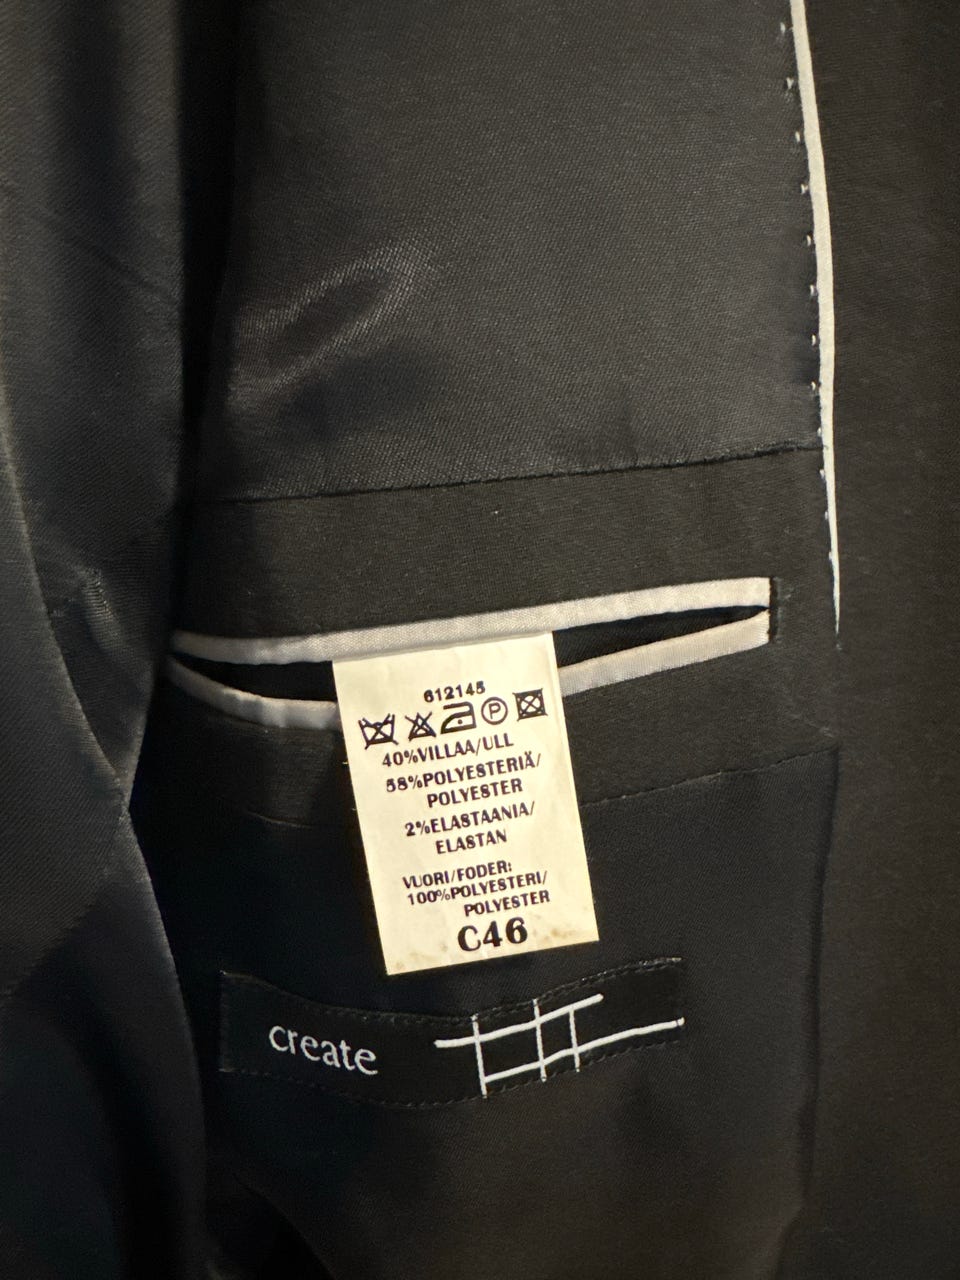 612145
P
40%VILLAA/ULL
58%POLYESTERIÄ/
POLYESTER
2%ELASTAANIA/
ELASTAN
VUORI/FODER:
100%POLYESTERI/
POLYESTER
C46
create